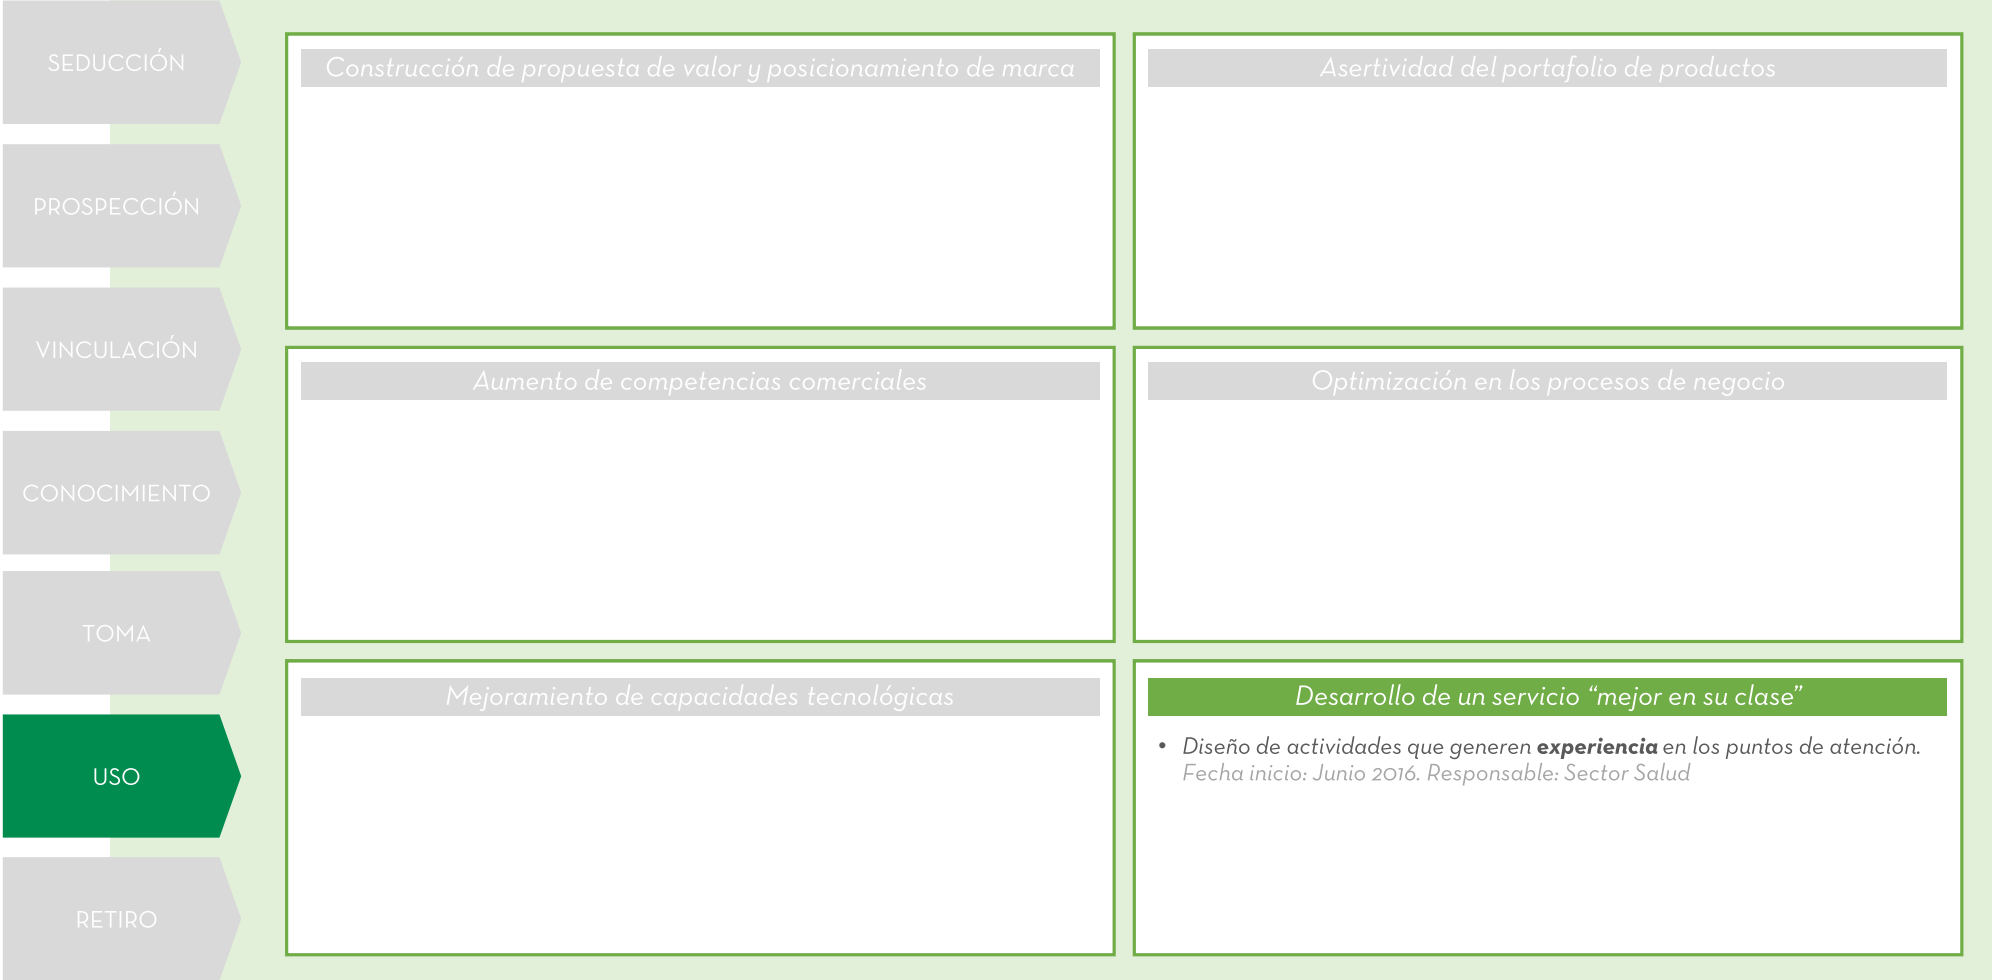 SEDUCCIÓN
PROSPECCIÓN
VINCULACIÓN
CONOCIMIENTO
TOMA
USO
RETIRO
Construcción de propuesta de valor y posicionamiento de marca
Asertividad del portafolio de productos
Aumento de competencias comerciales
Optimización en los procesos de negocio
Mejoramiento de capacidades tecnológicas
Desarrollo de un servicio “mejor en su clase”
• Diseño de actividades que generen experiencia en los puntos de atención.
Fecha inicio: Junio 2016. Responsable: Sector Salud